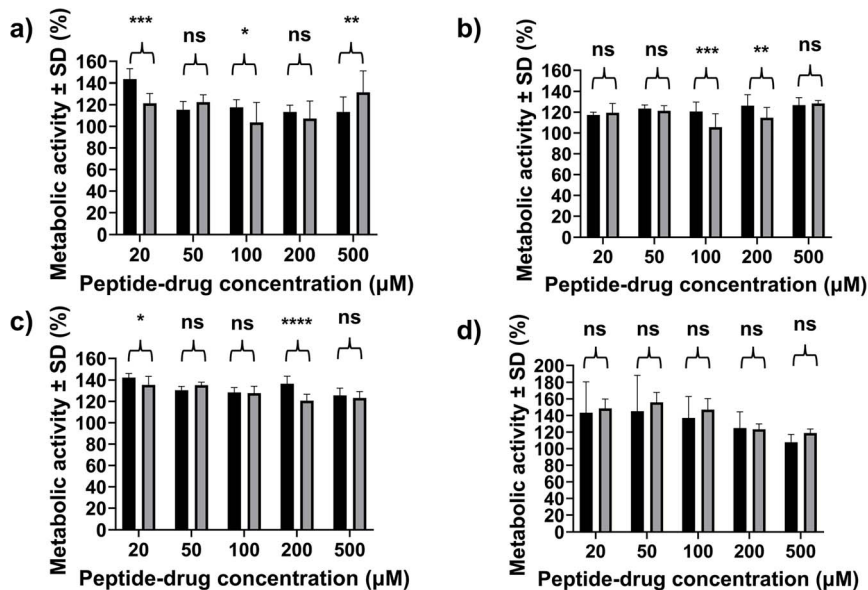 a)
*** ns * ns **
Metabolic activity ± SD (%)
160
140
120
100
80
60
40
20
0
20 50 100 200 500
Peptide-drug concentration (µM)
b)
ns ns *** ** ns
Metabolic activity ± SD (%)
160
140
120
100
80
60
40
20
0
20 50 100 200 500
Peptide-drug concentration (µM)
c)
* ns ns **** ns
Metabolic activity ± SD (%)
160
140
120
100
80
60
40
20
0
20 50 100 200 500
Peptide-drug concentration (µM)
d)
ns ns ns ns ns
Metabolic activity ± SD (%)
200
180
160
140
120
100
80
60
40
20
0
20 50 100 200 500
Peptide-drug concentration (µM)